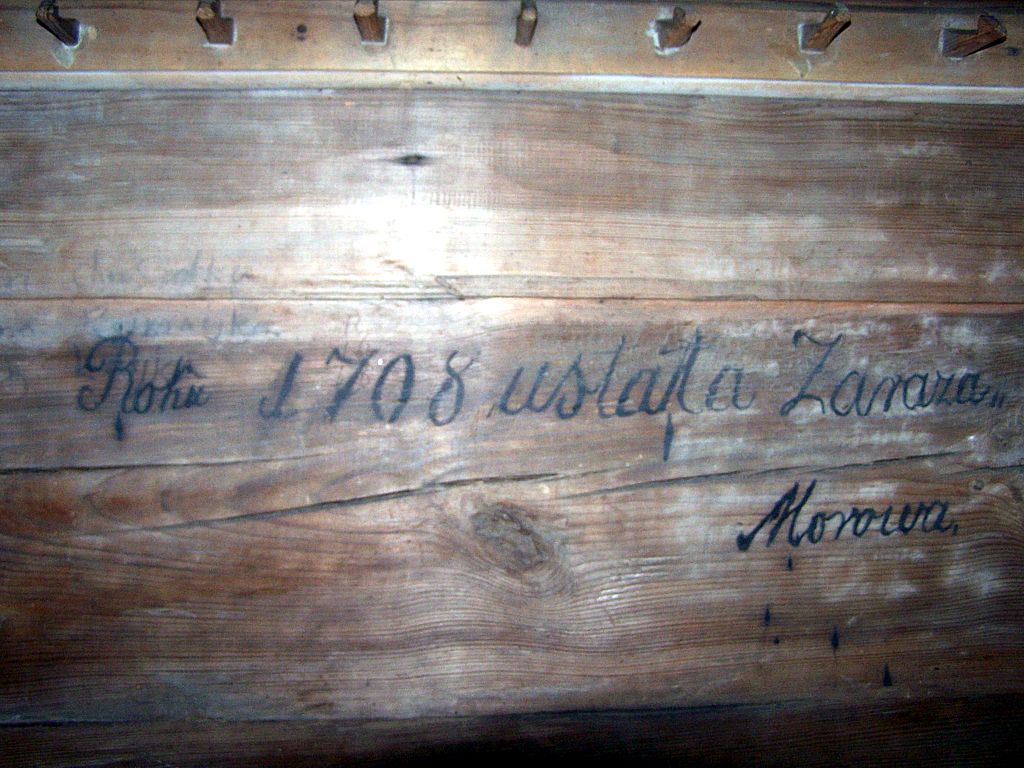 Roku 1708 ustała Zaraza„
Morowa.